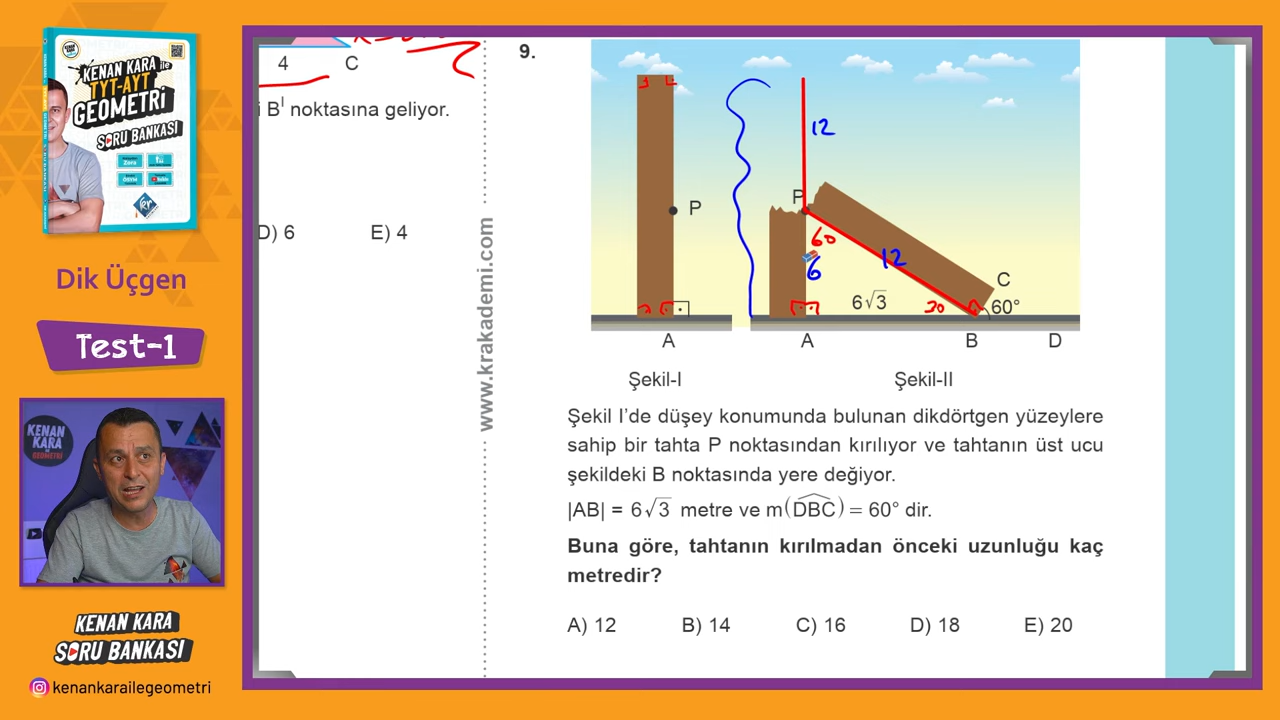 KENAN KARA ile
TYT-AYT
GEOMETRİ
SORU BANKASI
Dik Üçgen
Test-1
KENAN
KARA
GEOMETRİ
KENAN KARA
SORU BANKASI
kenankarailegeometri
4 C
i Bᴵ noktasına geliyor.
D) 6 E) 4
www.krakademi.com
9.
P
A
12
P
60
6
12
6√3
30
60°
C
A
B
D
Şekil-I
Şekil-II
Şekil I’de düşey konumunda bulunan dikdörtgen yüzeylere
sahip bir tahta P noktasından kırılıyor ve tahtanın üst ucu
şekildeki B noktasında yere değiyor.
|AB| = 6√3 metre ve m(DBC) = 60° dir.
Buna göre, tahtanın kırılmadan önceki uzunluğu kaç
metredir?
A) 12 B) 14 C) 16 D) 18 E) 20